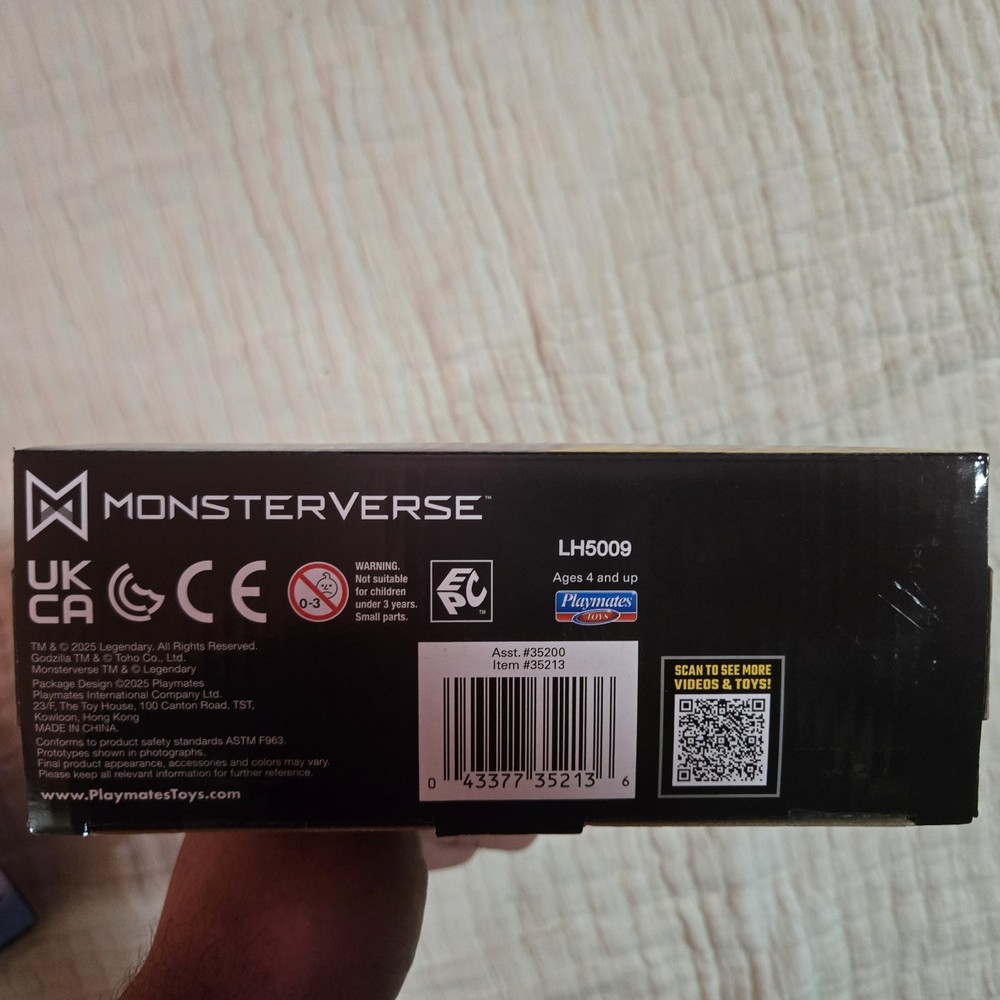 MONSTERVERSE™
UK
CA
CE
0-3
WARNING.
Not suitable
for children
under 3 years.
Small parts.
EPC™
LH5009
Ages 4 and up
Playmates
TOYS
TM & © 2025 Legendary. All Rights Reserved.
Godzilla TM & © Toho Co., Ltd.
Monsterverse TM & © Legendary
Package Design ©2025 Playmates
Playmates International Company Ltd.
23/F, The Toy House, 100 Canton Road, TST,
Kowloon, Hong Kong
MADE IN CHINA.
Conforms to product safety standards ASTM F963.
Prototypes shown in photographs.
Final product appearance, accessories and colors may vary.
Please keep all relevant information for further reference.
www.PlaymatesToys.com
Asst. #35200
Item #35213
0 43377 35213 6
SCAN TO SEE MORE
VIDEOS & TOYS!